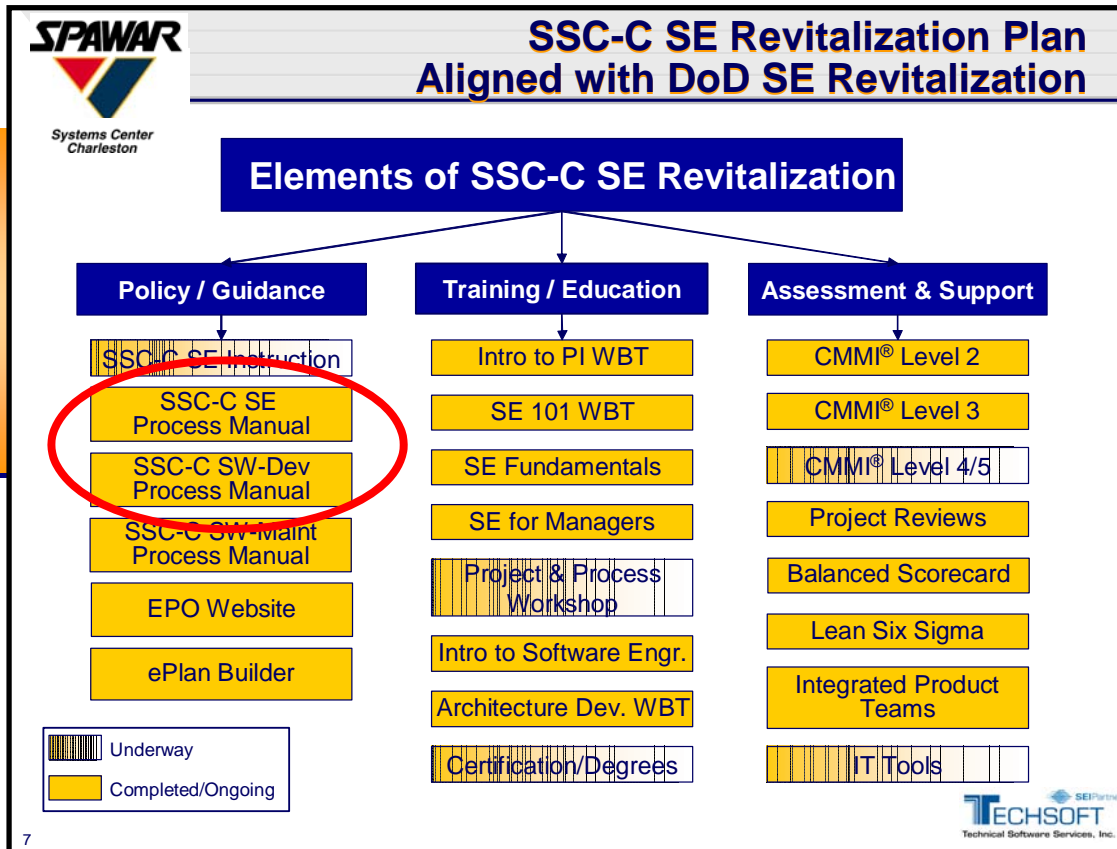 SPAWAR
Systems Center
Charleston
SSC-C SE Revitalization Plan
Aligned with DoD SE Revitalization
Elements of SSC-C SE Revitalization
Policy / Guidance
SSC-C SE Instruction
SSC-C SE
Process Manual
SSC-C SW-Dev
Process Manual
SSC-C SW-Maint
Process Manual
EPO Website
ePlan Builder
Training / Education
Intro to PI WBT
SE 101 WBT
SE Fundamentals
SE for Managers
Project & Process
Workshop
Intro to Software Engr.
Architecture Dev. WBT
Certification/Degrees
Assessment & Support
CMMI® Level 2
CMMI® Level 3
CMMI® Level 4/5
Project Reviews
Balanced Scorecard
Lean Six Sigma
Integrated Product
Teams
IT Tools
Underway
Completed/Ongoing
7
SEI Partne
TECHSOFT
Technical Software Services, Inc.